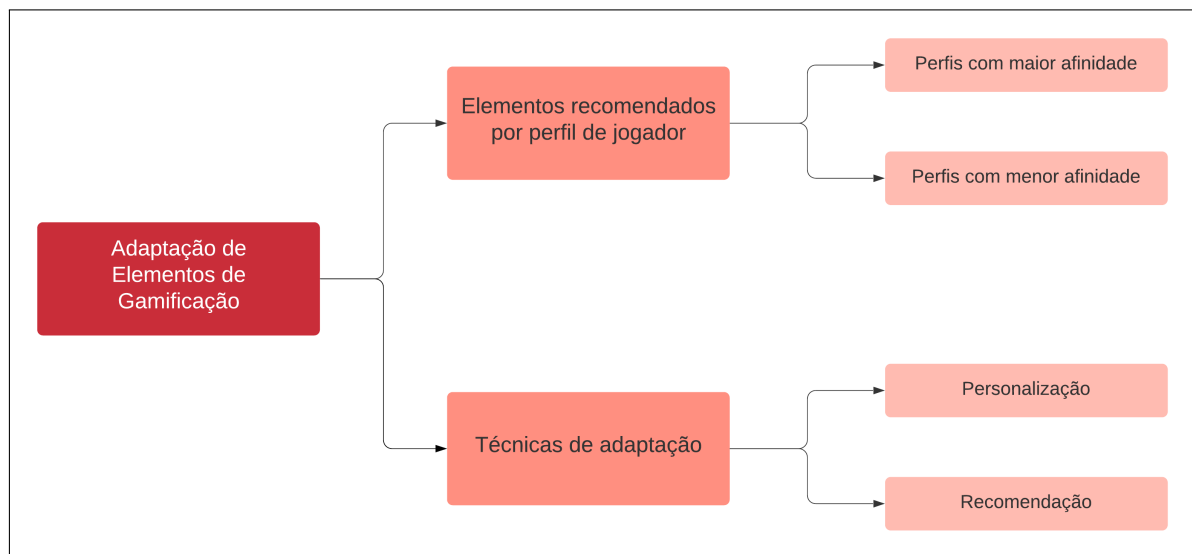 Adaptação de
Elementos de
Gamificação
Elementos recomendados
por perfil de jogador
Perfis com maior afinidade
Perfis com menor afinidade
Técnicas de adaptação
Personalização
Recomendação